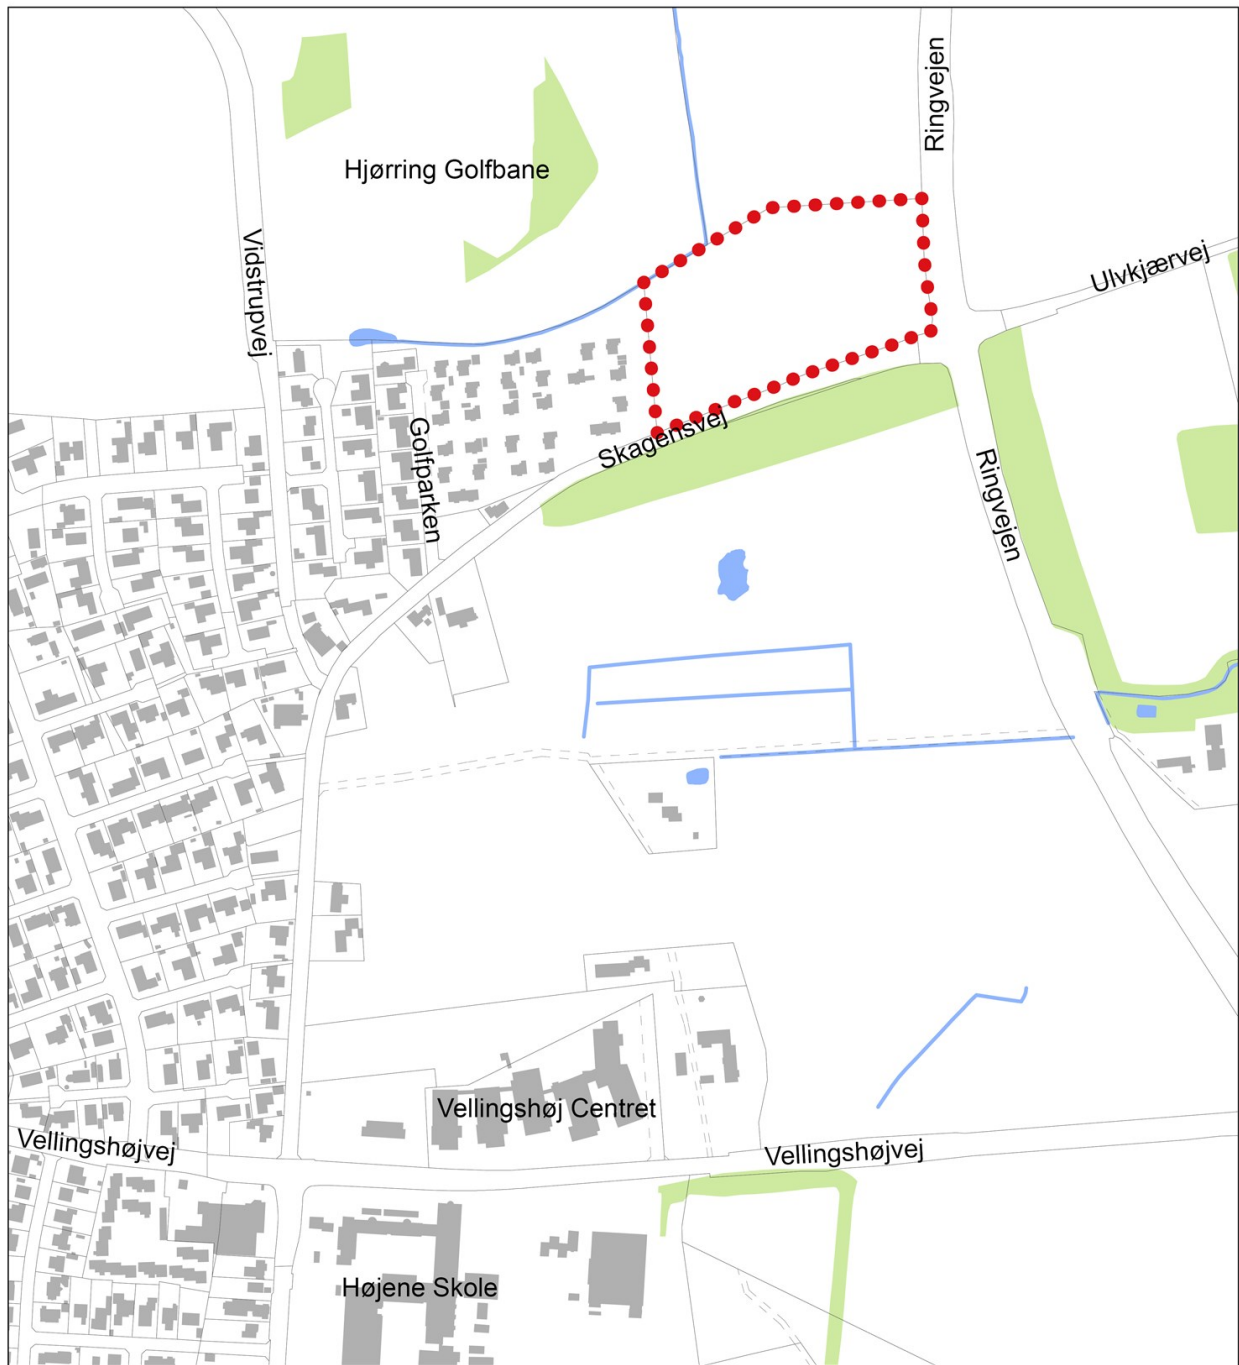 Ringvejen
Hjørring Golfbane
Vidstrupvej
Ulvkjærvej
Golfparken
Skagensvej
Ringvejen
Vellingshøj Centret
Vellingshøjvej
Vellingshøjvej
Højene Skole